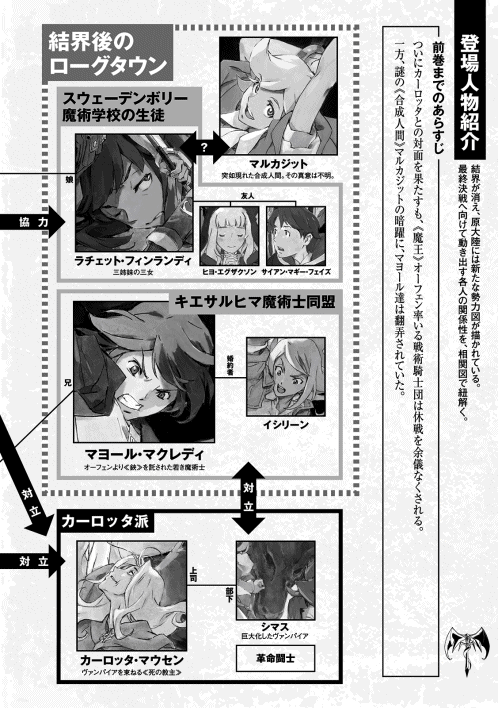 登場人物紹介
結界が消え、原大陸には新たな勢力図が描かれている。
最終決戦へ向けて動き出す各人の関係性を、相関図で紐解く。
前巻までのあらすじ
ついにカーロッタとの対面を果たすも、《魔王》オーフェン率いる戦術騎士団は休戦を余儀なくされる。
一方、謎の《合成人間》マルカジットの暗躍に、マヨール達は翻弄されていた。
結界後の
ローグタウン
スウェーデンボリー
魔術学校の生徒
?
マルカジット
突如現れた合成人間。その真意は不明。
娘
協力
ラチェット・フィンランディ
三姉妹の三女
友人
ヒヨ・エグザクソン
サイアン・マギー・フェイズ
キエサルヒマ魔術士同盟
兄
婚約者
マヨール・マクレディ
オーフェンより≪鋏≫を託された若き魔術士
イシリーン
対立
対立
対立
カーロッタ派
上司
部下
カーロッタ・マウセン
ヴァンパイアを束ねる≪死の教主≫
シマス
巨大化したヴァンパイア
革命闘士